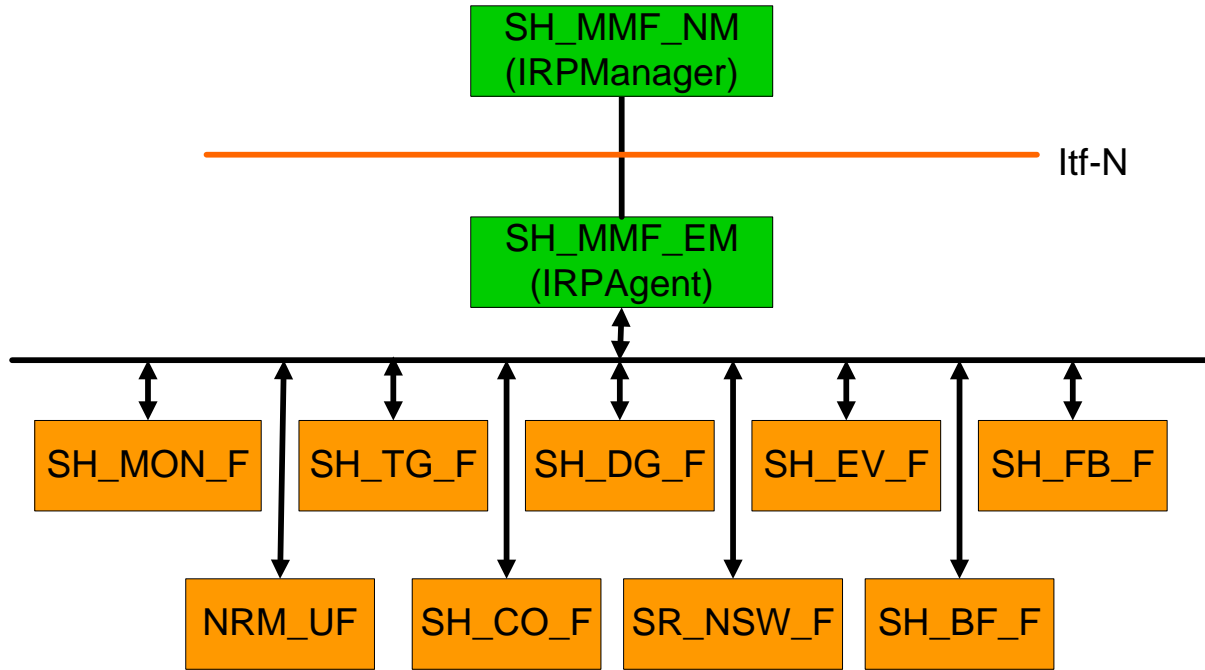 SH_MMF_NM
(IRPManager)
Itf-N
SH_MMF_EM
(IRPAgent)
SH_MON_F
SH_TG_F
SH_DG_F
SH_EV_F
SH_FB_F
NRM_UF
SH_CO_F
SR_NSW_F
SH_BF_F